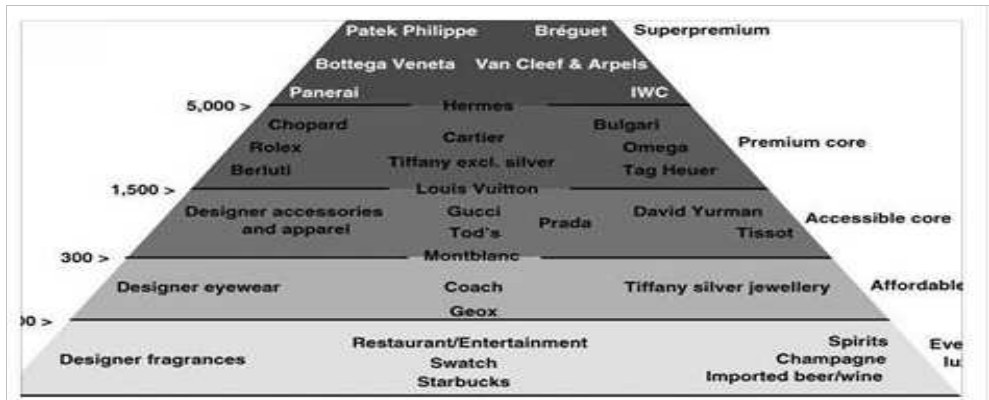 Patek Philippe Bréguet Superpremium
Bottega Veneta Van Cleef & Arpels
Panerai IWC
5,000 > Hermes
Chopard Bulgari
Cartier
Rolex Omega Premium core
Tiffany excl. silver
Berluti Tag Heuer
1,500 > Louis Vuitton
Designer accessories Gucci David Yurman
and apparel Tod's Prada Tissot Accessible core
300 > Montblanc
Designer eyewear Coach Tiffany silver jewellery Affordable
Geox
00 >
Restaurant/Entertainment Spirits Eve
Designer fragrances Swatch Champagne lu
Starbucks Imported beer/wine